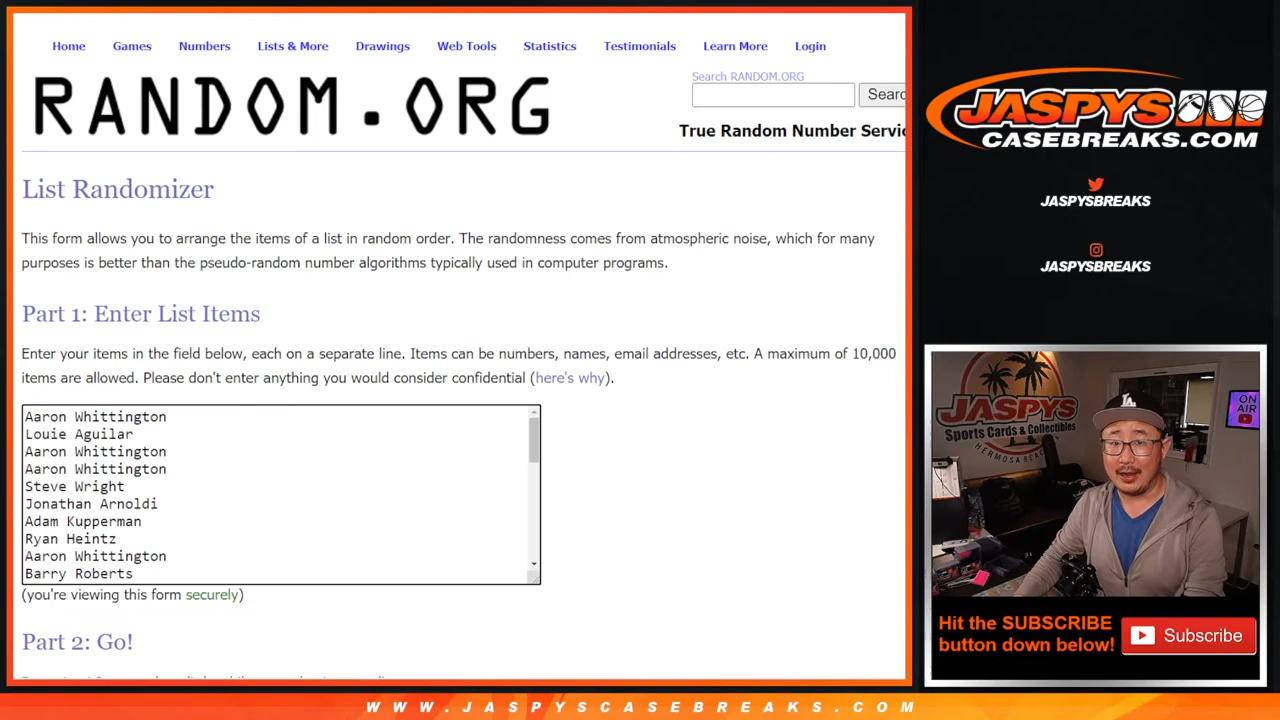 Home Games Numbers Lists & More Drawings Web Tools Statistics Testimonials Learn More Login
RANDOM.ORG
Search RANDOM.ORG
Searc
True Random Number Servic
List Randomizer
This form allows you to arrange the items of a list in random order. The randomness comes from atmospheric noise, which for many
purposes is better than the pseudo-random number algorithms typically used in computer programs.
Part 1: Enter List Items
Enter your items in the field below, each on a separate line. Items can be numbers, names, email addresses, etc. A maximum of 10,000
items are allowed. Please don't enter anything you would consider confidential (here's why).
Aaron Whittington
Louie Aguilar
Aaron Whittington
Aaron Whittington
Steve Wright
Jonathan Arnoldi
Adam Kupperman
Ryan Heintz
Aaron Whittington
Barry Roberts
(you're viewing this form securely)
Part 2: Go!
JASPYS
CASEBREAKS.COM
JASPYSBREAKS
JASPYSBREAKS
JASPYS
Sports Cards & Collectibles
HERMOSA BEACH
LA
ON
AIR
Hit the SUBSCRIBE
button down below!
Subscribe
WWW.JASPYSCASEBREAKS.COM